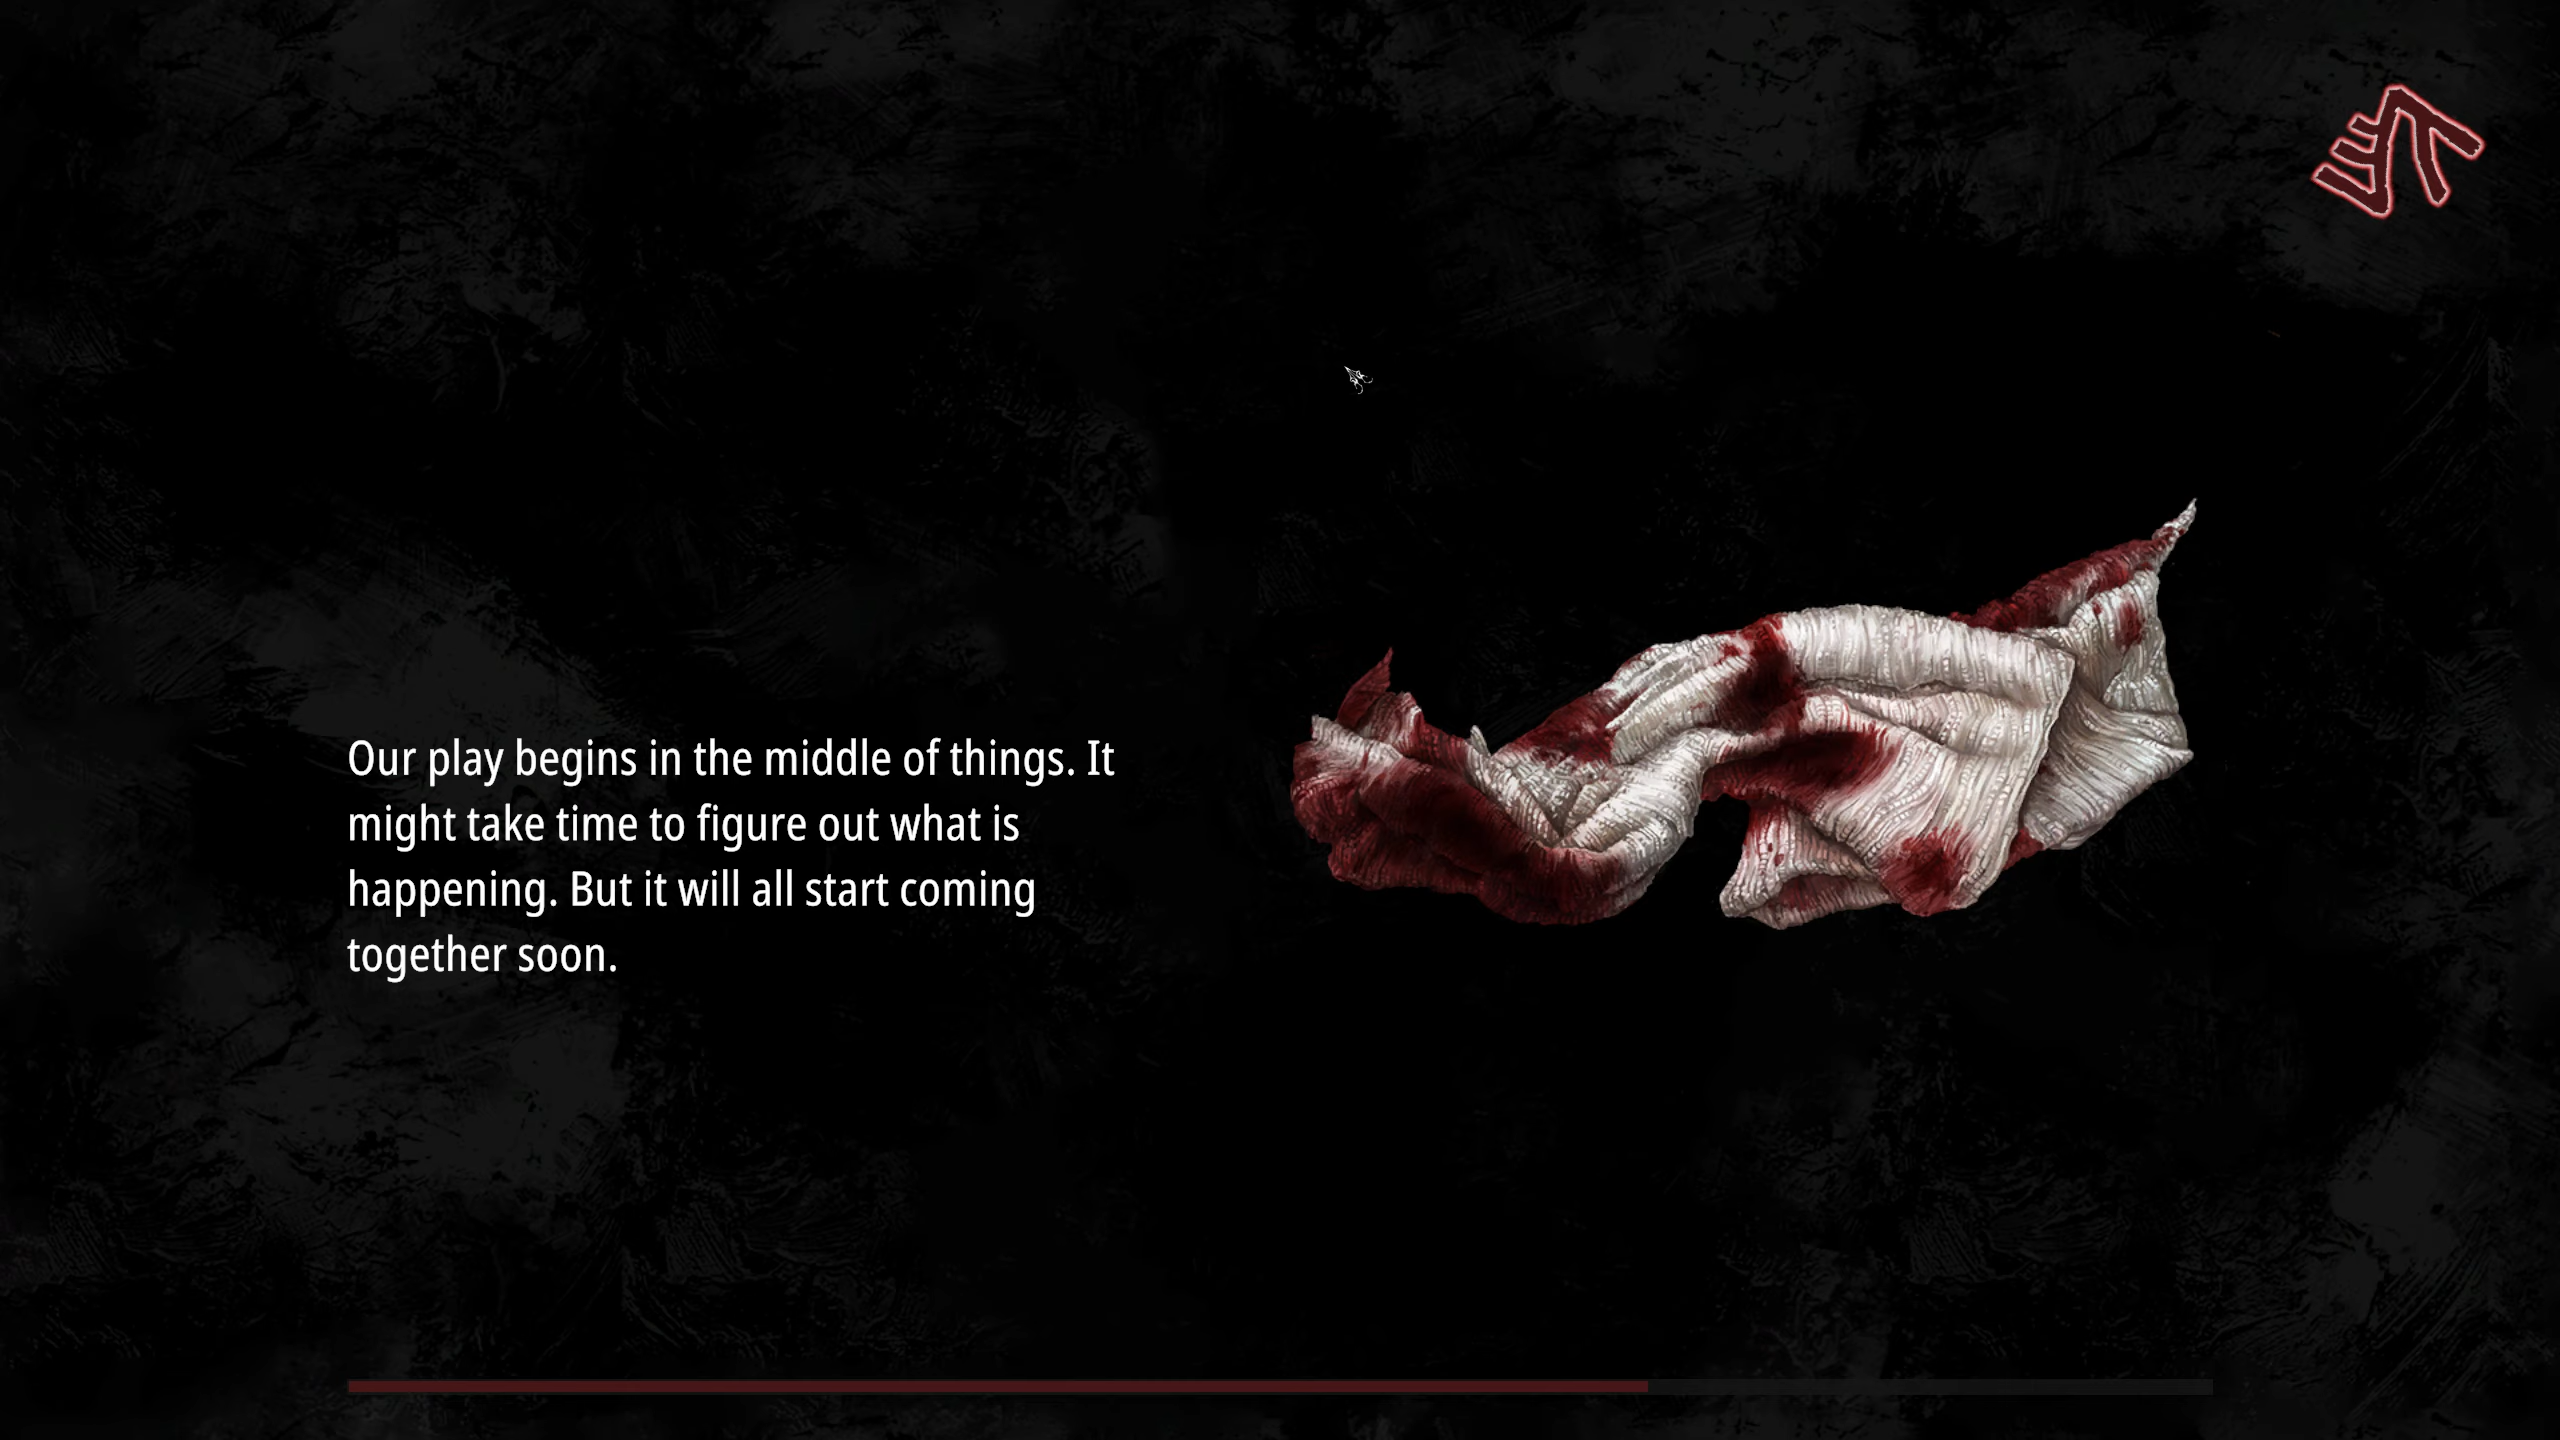 Our play begins in the middle of things. It
might take time to figure out what is
happening. But it will all start coming
together soon.